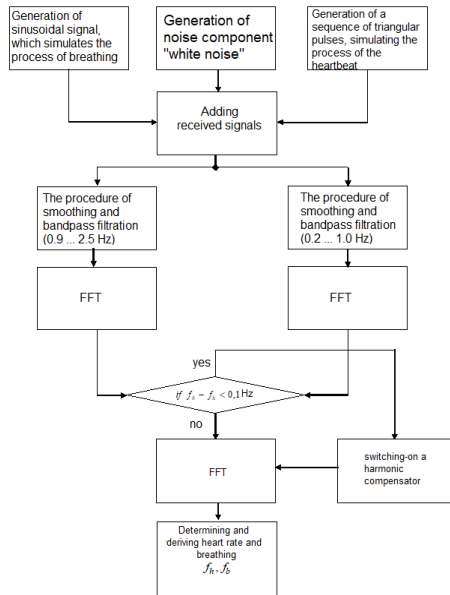 Generation of
sinusoidal signal,
which simulates the
process of breathing
Generation of
noise component
"white noise"
Generation of a
sequence of triangular
pulses, simulating the
process of the
heartbeat
Adding
received signals
The procedure of
smoothing and
bandpass filtration
(0.9 ... 2.5 Hz)
The procedure of
smoothing and
bandpass filtration
(0.2 ... 1.0 Hz)
FFT
FFT
yes
if f_h − f_h < 0,1 Hz
no
FFT
switching-on a
harmonic
compensator
Determining and
deriving heart rate and
breathing
f_h , f_b